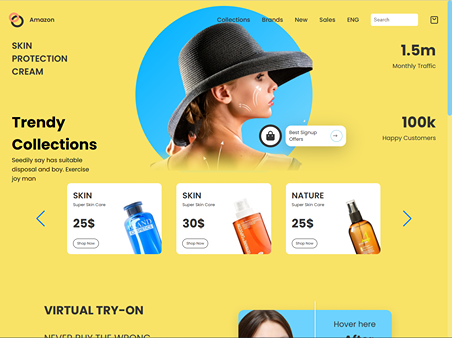 Amazon
Collections Brands New Sales ENG
Search
SKIN
PROTECTION
CREAM
1.5m
Monthly Traffic
Trendy
Collections
Seedily say has suitable
disposal and boy. Exercise
joy man
100k
Happy Customers
Best Signup
Offers
SKIN
Super Skin Care
25$
Shop Now
SKIN
Super Skin Care
30$
Shop Now
NATURE
Super Skin Care
25$
Shop Now
VIRTUAL TRY-ON
NEVER BUY THE WRONG
Hover here
After